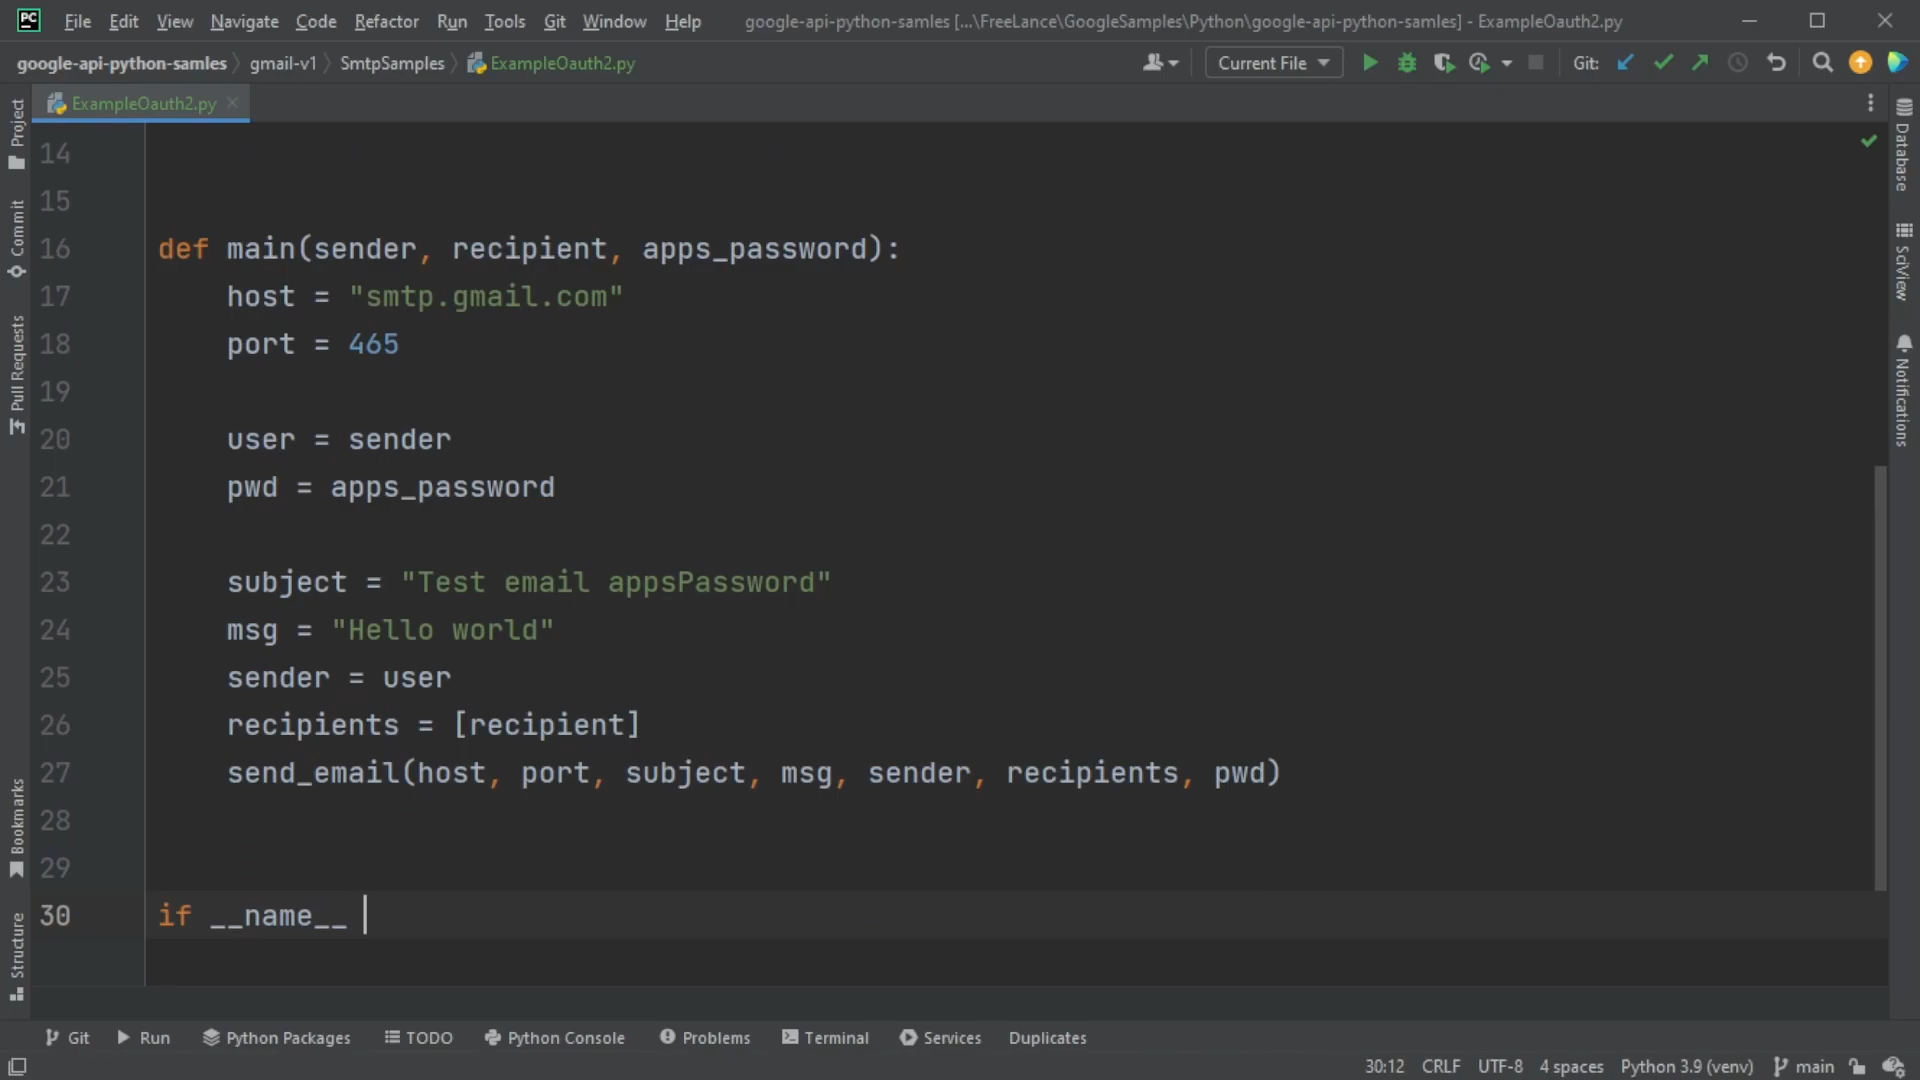 PC File Edit View Navigate Code Refactor Run Tools Git Window Help google-api-python-samles [...\FreeLance\GoogleSamples\Python\google-api-python-samles] - ExampleOauth2.py
google-api-python-samles gmail-v1 SmtpSamples ExampleOauth2.py Current File Git:
ExampleOauth2.py
Project
Commit
Pull Requests
Bookmarks
Structure
14
15
16 def main(sender, recipient, apps_password):
17 host = "smtp.gmail.com"
18 port = 465
19
20 user = sender
21 pwd = apps_password
22
23 subject = "Test email appsPassword"
24 msg = "Hello world"
25 sender = user
26 recipients = [recipient]
27 send_email(host, port, subject, msg, sender, recipients, pwd)
28
29
30 if __name__
Database
SciView
Notifications
Git Run Python Packages TODO Python Console Problems Terminal Services Duplicates
30:12 CRLF UTF-8 4 spaces Python 3.9 (venv) main